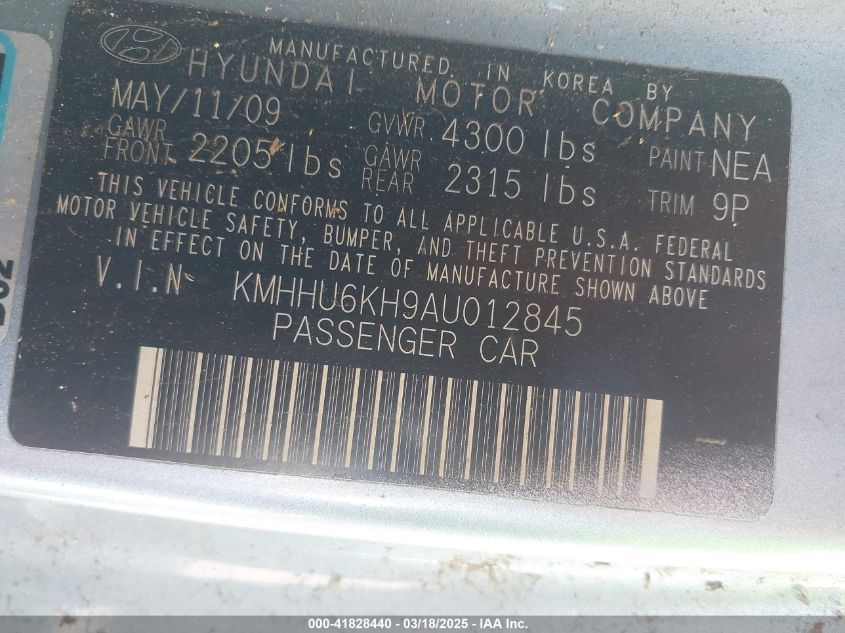 MANUFACTURED IN KOREA BY
HYUNDAI MOTOR COMPANY
MAY/11/09 GVWR 4300 lbs PAINT NEA
GAWR FRONT 2205 lbs GAWR REAR 2315 lbs TRIM 9P
THIS VEHICLE CONFORMS TO ALL APPLICABLE U.S.A. FEDERAL
MOTOR VEHICLE SAFETY, BUMPER, AND THEFT PREVENTION STANDARDS
IN EFFECT ON THE DATE OF MANUFACTURE SHOWN ABOVE
V.I.N KMHHU6KH9AU012845
PASSENGER CAR
000-41828440 - 03/18/2025 - IAA Inc.